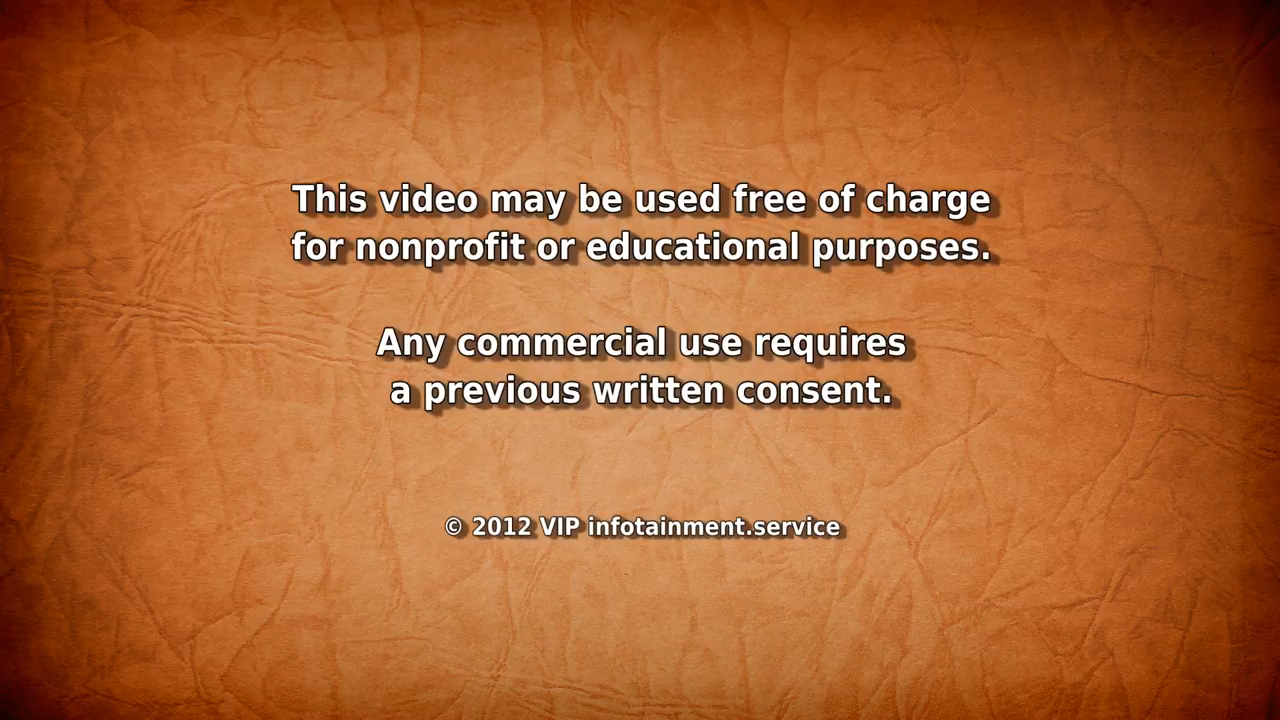 This video may be used free of charge
for nonprofit or educational purposes.
Any commercial use requires
a previous written consent.
© 2012 VIP infotainment.service